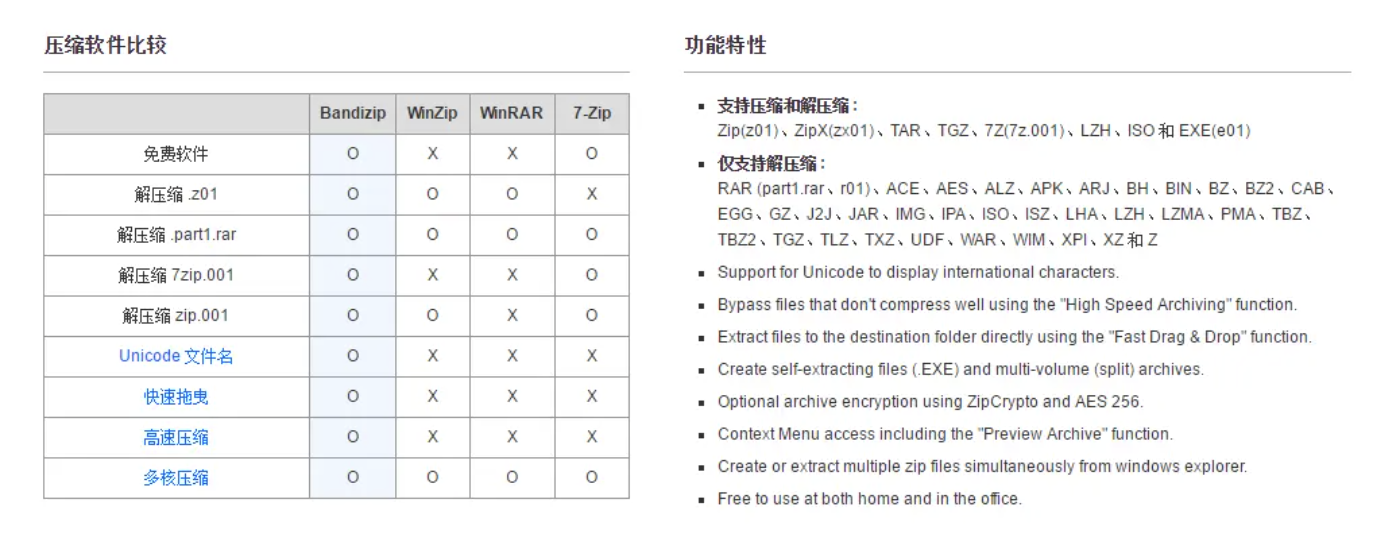 压缩软件比较
Bandizip WinZip WinRAR 7-Zip
免费软件 O X X O
解压缩 .z01 O O O X
解压缩 .part1.rar O O O O
解压缩 7zip.001 O X X O
解压缩 zip.001 O O X O
Unicode 文件名 O X X X
快速拖曳 O X X X
高速压缩 O X X X
多核压缩 O O O O
功能特性
▪ 支持压缩和解压缩：
Zip(z01)、ZipX(zx01)、TAR、TGZ、7Z(7z.001)、LZH、ISO 和 EXE(e01)
▪ 仅支持解压缩：
RAR (part1.rar、r01)、ACE、AES、ALZ、APK、ARJ、BH、BIN、BZ、BZ2、CAB、
EGG、GZ、J2J、JAR、IMG、IPA、ISO、ISZ、LHA、LZH、LZMA、PMA、TBZ、
TBZ2、TGZ、TLZ、TXZ、UDF、WAR、WIM、XPI、XZ 和 Z
▪ Support for Unicode to display international characters.
▪ Bypass files that don't compress well using the "High Speed Archiving" function.
▪ Extract files to the destination folder directly using the "Fast Drag & Drop" function.
▪ Create self-extracting files (.EXE) and multi-volume (split) archives.
▪ Optional archive encryption using ZipCrypto and AES 256.
▪ Context Menu access including the "Preview Archive" function.
▪ Create or extract multiple zip files simultaneously from windows explorer.
▪ Free to use at both home and in the office.